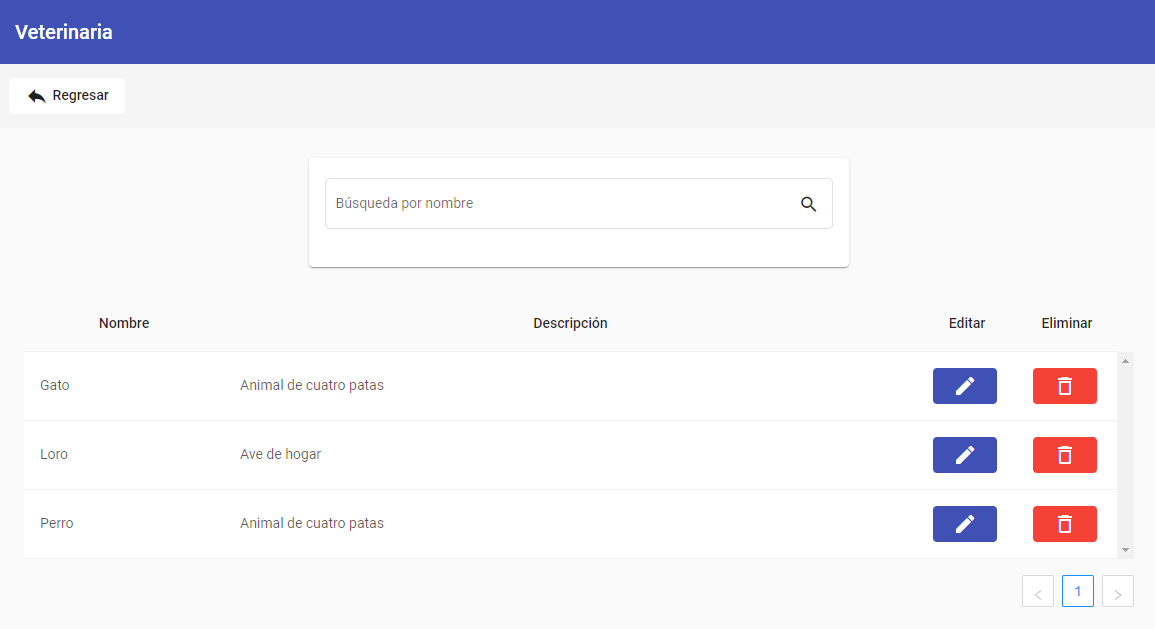 Veterinaria
Regresar
Búsqueda por nombre
Nombre Descripción Editar Eliminar
Gato Animal de cuatro patas
Loro Ave de hogar
Perro Animal de cuatro patas
< 1 >